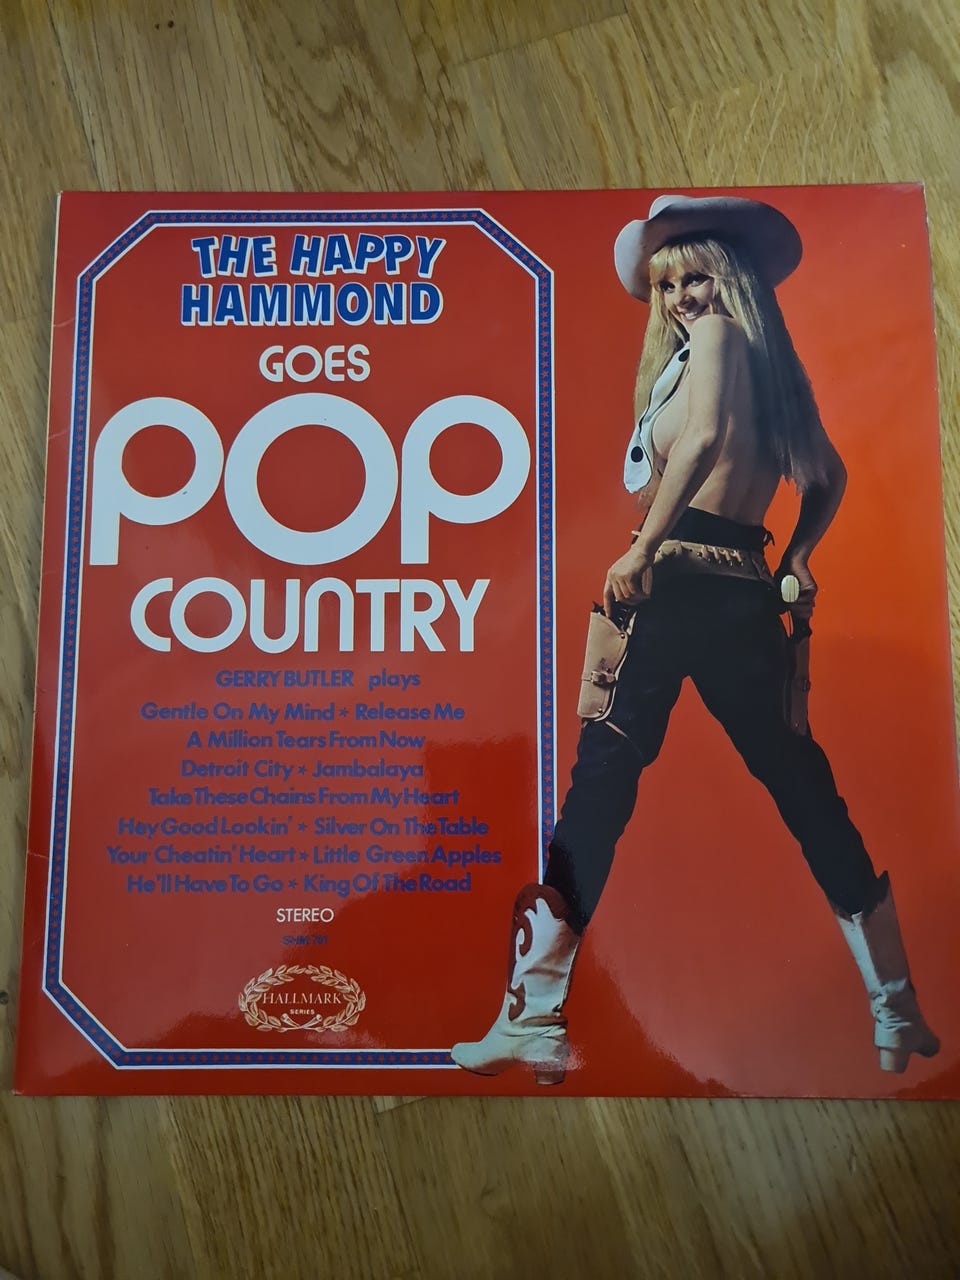 THE HAPPY
HAMMOND
GOES
POP
COUNTRY
GERRY BUTLER plays
Gentle On My Mind * Release Me
A Million Tears From Now
Detroit City * Jambalaya
Take These Chains From My Heart
Hey Good Lookin' * Silver On The Table
Your Cheatin' Heart * Little Green Apples
He'll Have To Go * King Of The Road
STEREO
SHM 791
HALLMARK
SERIES